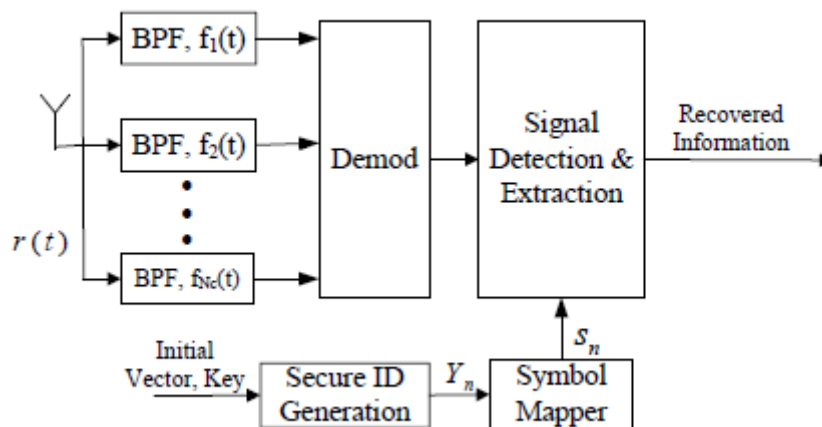 BPF, f₁(t)
BPF, f₂(t)
BPF, f_Nc(t)
r(t)
Demod
Signal
Detection &
Extraction
Recovered
Information
Initial
Vector, Key
Secure ID
Generation
Yₙ
Symbol
Mapper
Sₙ